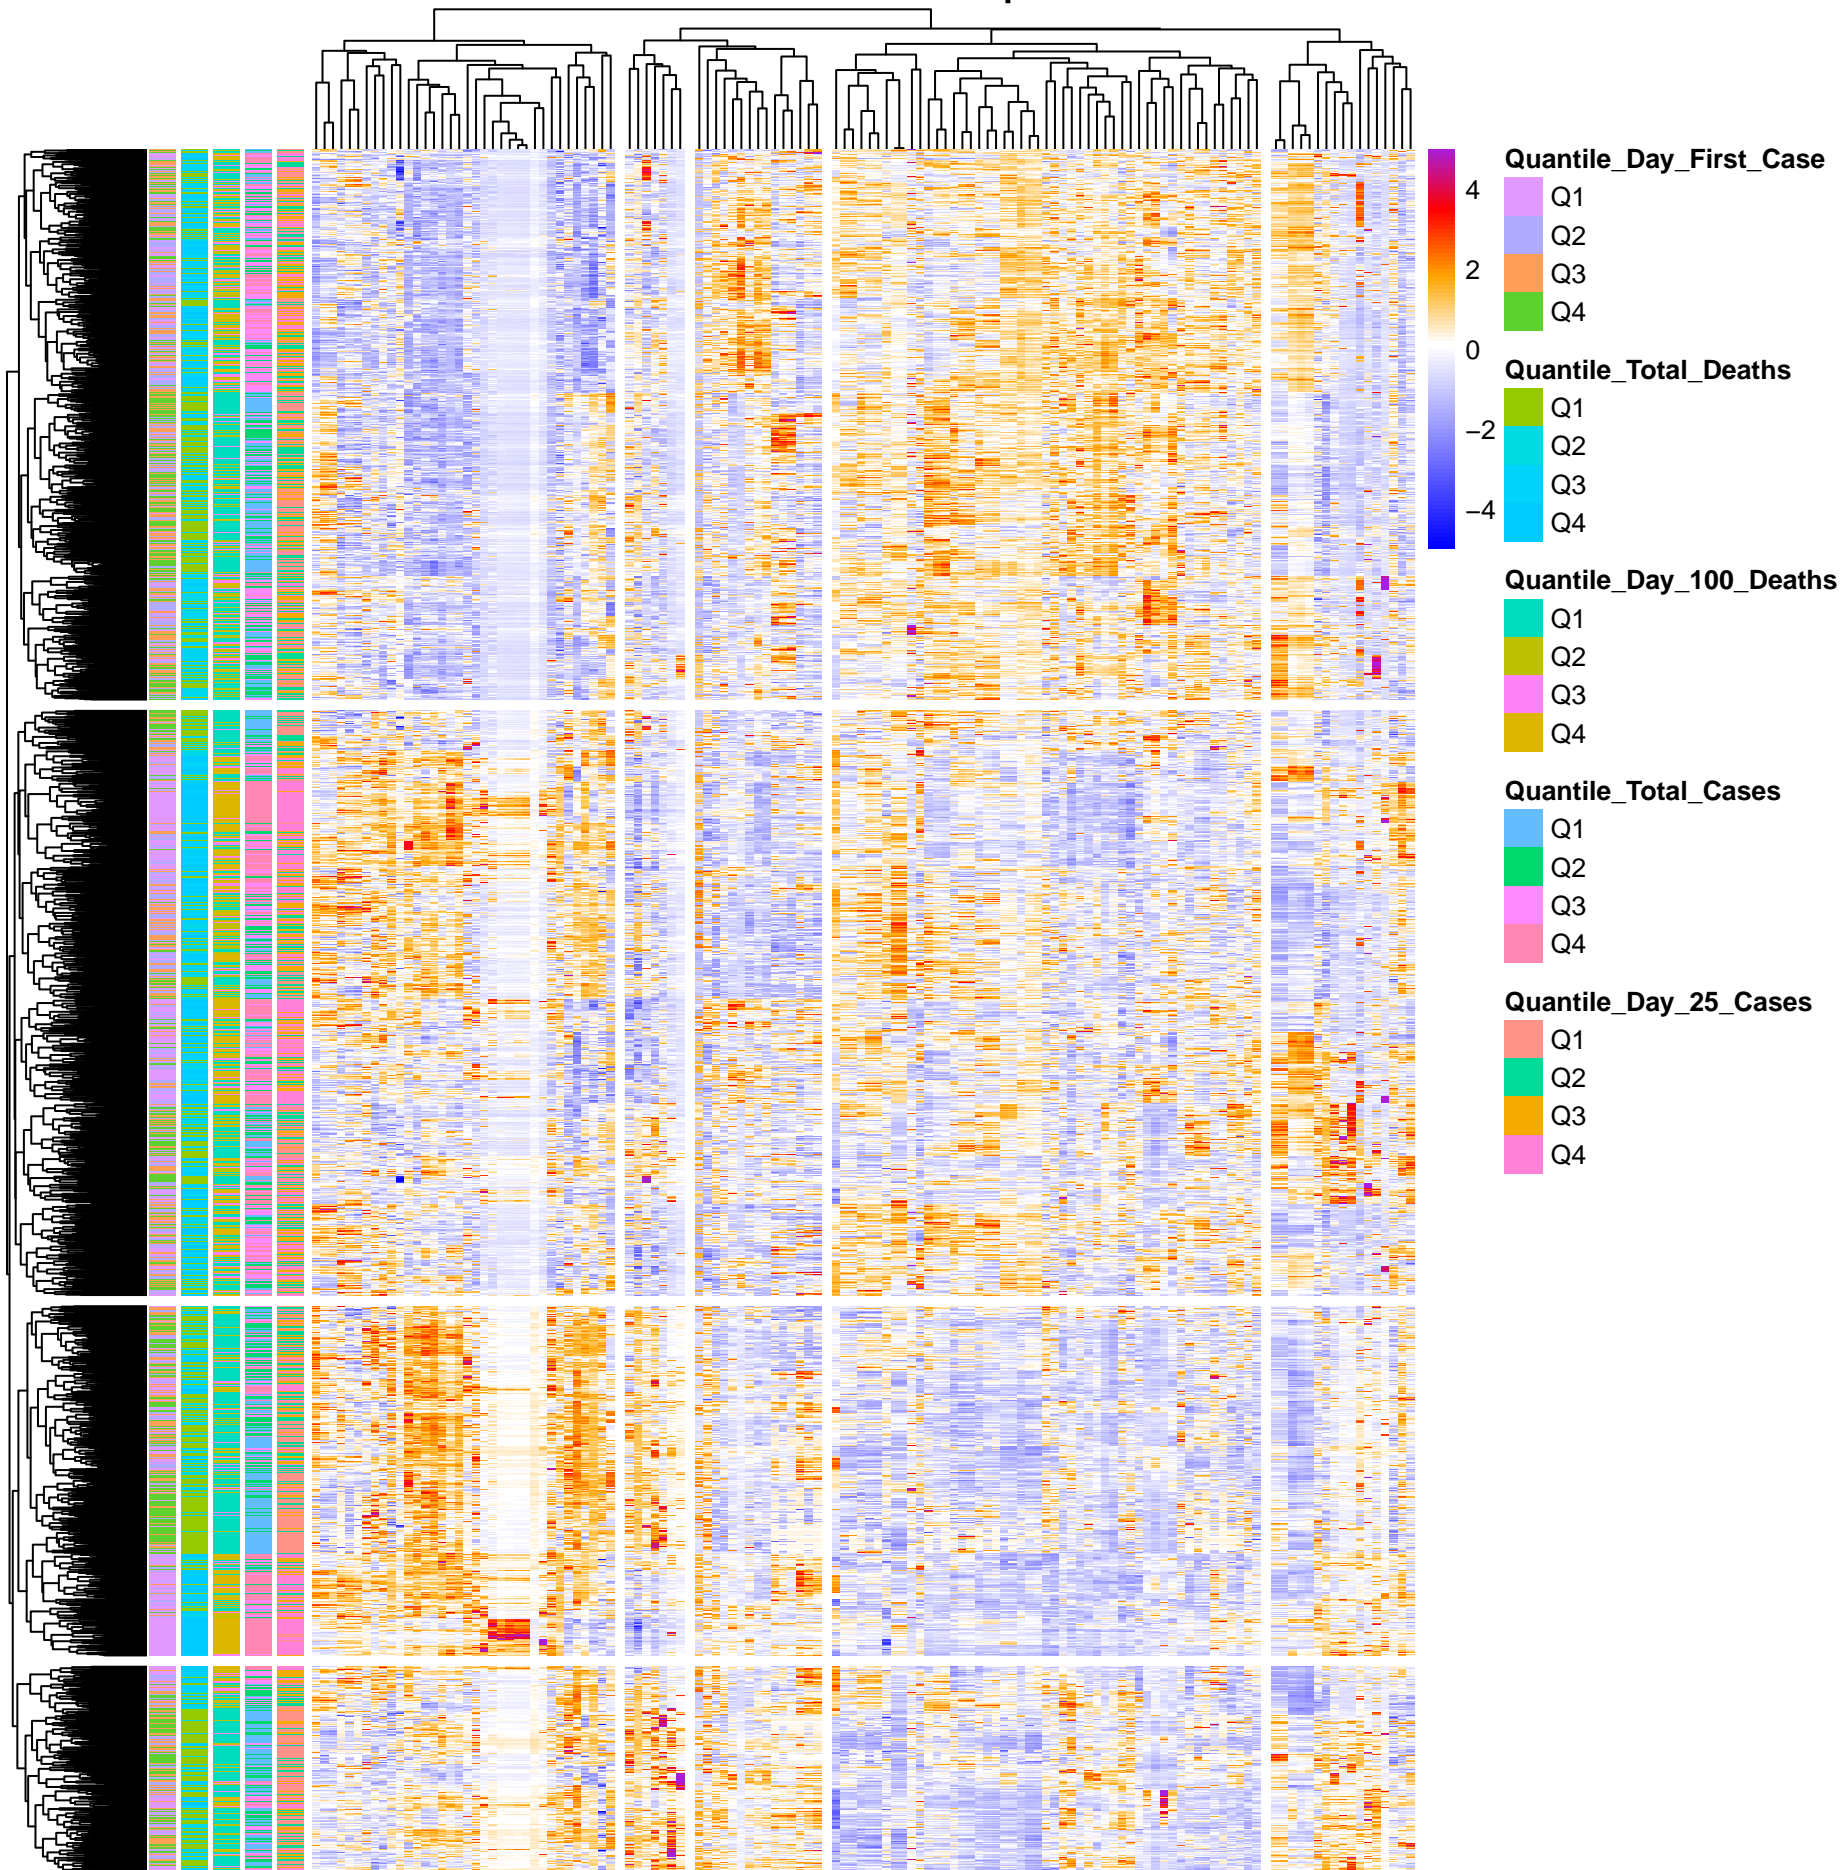 4
2
0
−2
−4
Quantile_Day_First_Case
Q1
Q2
Q3
Q4
Quantile_Total_Deaths
Q1
Q2
Q3
Q4
Quantile_Day_100_Deaths
Q1
Q2
Q3
Q4
Quantile_Total_Cases
Q1
Q2
Q3
Q4
Quantile_Day_25_Cases
Q1
Q2
Q3
Q4